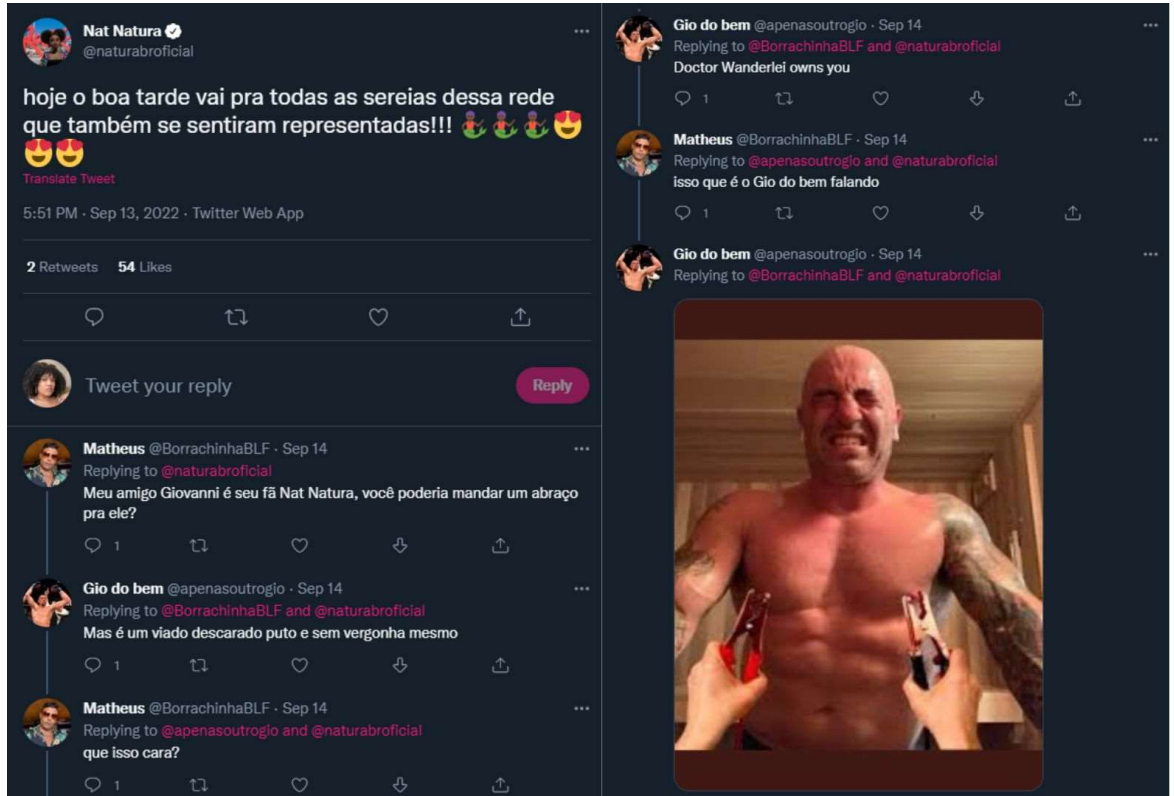 Nat Natura
@naturabroficial
hoje o boa tarde vai pra todas as sereias dessa rede
que também se sentiram representadas!!! 🧜🏾‍♀️🧜🏾‍♀️🧜🏾‍♀️😍
😍😍
Translate Tweet
5:51 PM · Sep 13, 2022 · Twitter Web App
2 Retweets 54 Likes
Tweet your reply
Reply
Matheus @BorrachinhaBLF · Sep 14
Replying to @naturabroficial
Meu amigo Giovanni é seu fã Nat Natura, você poderia mandar um abraço
pra ele?
1
Gio do bem @apenasoutrogio · Sep 14
Replying to @BorrachinhaBLF and @naturabroficial
Mas é um viado descarado puto e sem vergonha mesmo
1
Matheus @BorrachinhaBLF · Sep 14
Replying to @apenasoutrogio and @naturabroficial
que isso cara?
1
Gio do bem @apenasoutrogio · Sep 14
Replying to @BorrachinhaBLF and @naturabroficial
Doctor Wanderlei owns you
1
Matheus @BorrachinhaBLF · Sep 14
Replying to @apenasoutrogio and @naturabroficial
isso que é o Gio do bem falando
1
Gio do bem @apenasoutrogio · Sep 14
Replying to @BorrachinhaBLF and @naturabroficial